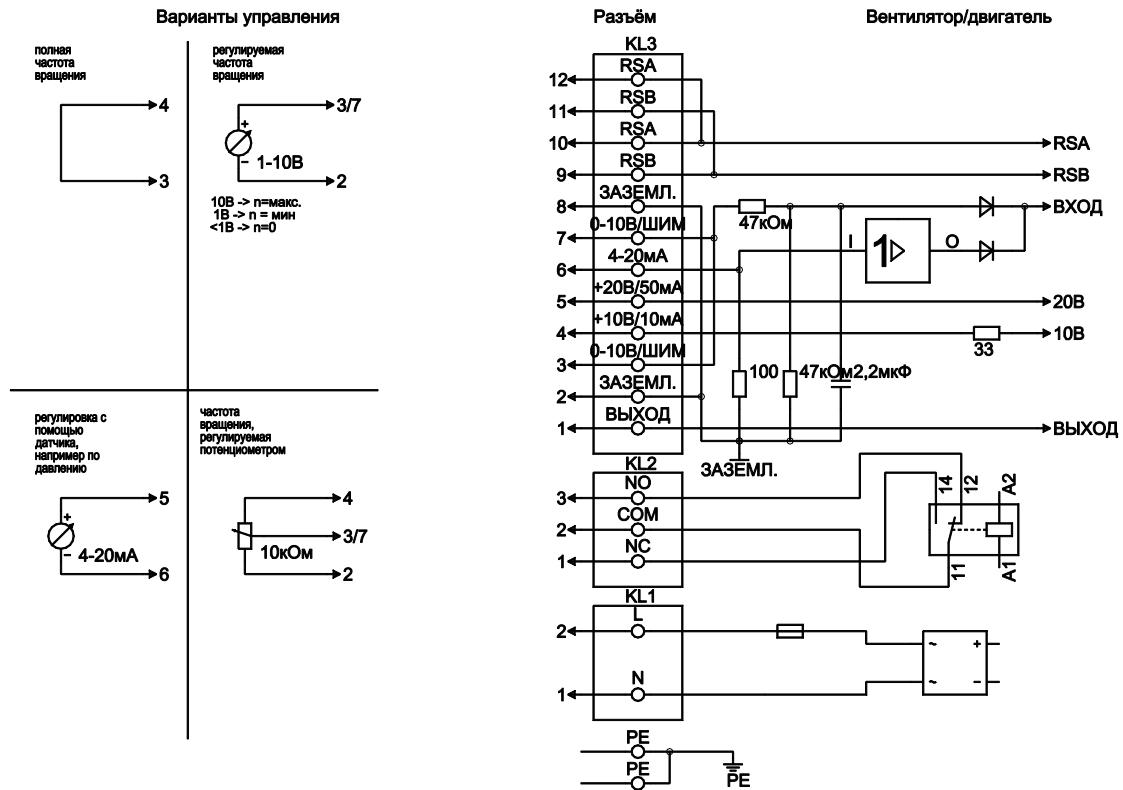 Варианты управления
Разъём
Вентилятор/двигатель
полная
частота
вращения
4
3
регулируемая
частота
вращения
3/7
+
–
1-10В
2
10В -> n=макс.
1В -> n = мин
<1В -> n=0
регулировка с
помощью
датчика,
например по
давлению
5
+
–
4-20мА
6
частота
вращения,
регулируемая
потенциометром
4
3/7
10кОм
2
KL3
12 RSA
11 RSB
10 RSA RSA
9 RSB RSB
8 ЗАЗЕМЛ. 47кОм ВХОД
7 0-10В/ШИМ
6 4-20мА I 1 O
5 +20В/50мА 20В
4 +10В/10мА 33 10В
3 0-10В/ШИМ
100 47кОм 2,2мкФ
2 ЗАЗЕМЛ.
1 ВЫХОД ВЫХОД
ЗАЗЕМЛ.
KL2
3 NO
2 COM
1 NC
14 12 A2
11 A1
KL1
2 L
~ +
~ –
1 N
PE
PE
PE